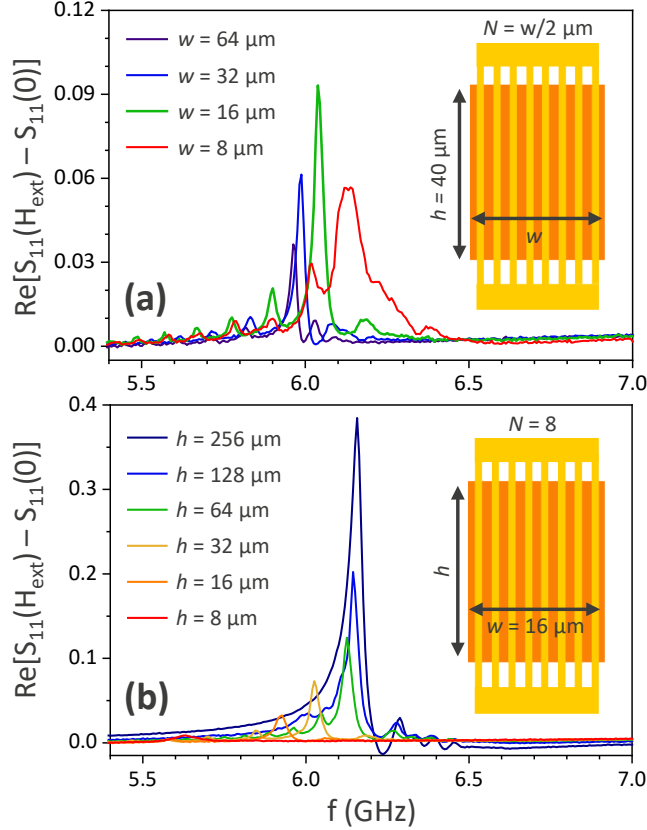 0.12
0.09
0.06
0.03
0.00
Re[S₁₁(H_ext) – S₁₁(0)]
w = 64 µm
w = 32 µm
w = 16 µm
w = 8 µm
N = w/2 µm
h = 40 µm
w
(a)
5.5 6.0 6.5 7.0
0.4
0.3
0.2
0.1
0.0
Re[S₁₁(H_ext) – S₁₁(0)]
h = 256 µm
h = 128 µm
h = 64 µm
h = 32 µm
h = 16 µm
h = 8 µm
N = 8
h
w = 16 µm
(b)
5.5 6.0 6.5 7.0
f (GHz)